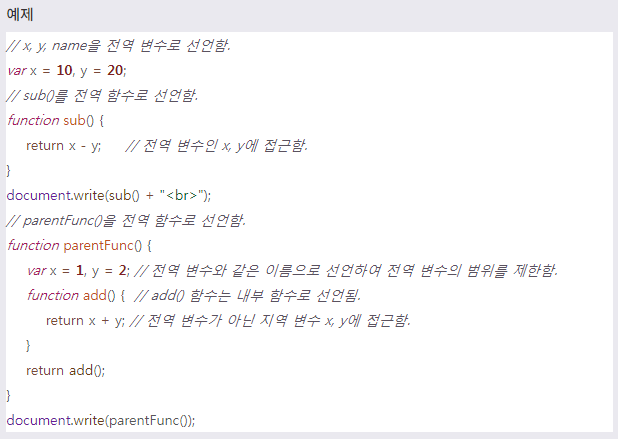 예제
// x, y, name을 전역 변수로 선언함.
var x = 10, y = 20;
// sub()를 전역 함수로 선언함.
function sub() {
return x - y; // 전역 변수인 x, y에 접근함.
}
document.write(sub() + "<br>");
// parentFunc()을 전역 함수로 선언함.
function parentFunc() {
var x = 1, y = 2; // 전역 변수와 같은 이름으로 선언하여 전역 변수의 범위를 제한함.
function add() { // add() 함수는 내부 함수로 선언됨.
return x + y; // 전역 변수가 아닌 지역 변수 x, y에 접근함.
}
return add();
}
document.write(parentFunc());